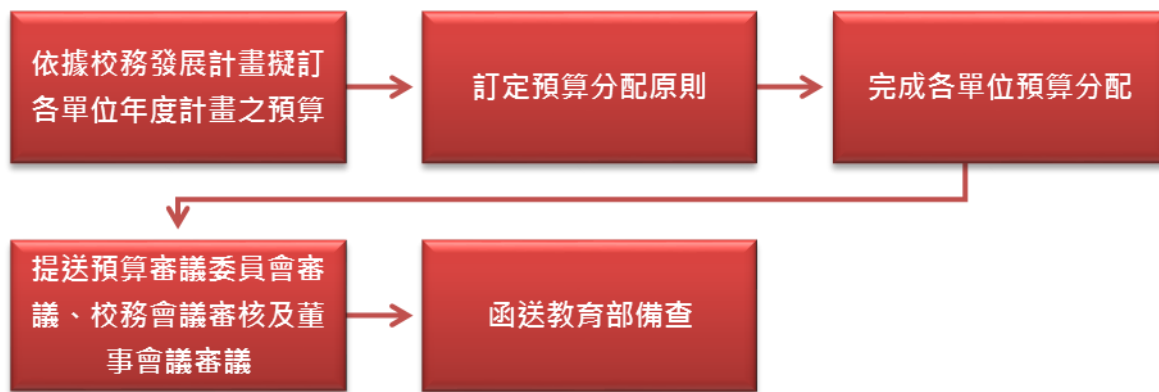 依據校務發展計畫擬訂
各單位年度計畫之預算
訂定預算分配原則
完成各單位預算分配
提送預算審議委員會審
議、校務會議審核及董
事會議審議
函送教育部備查